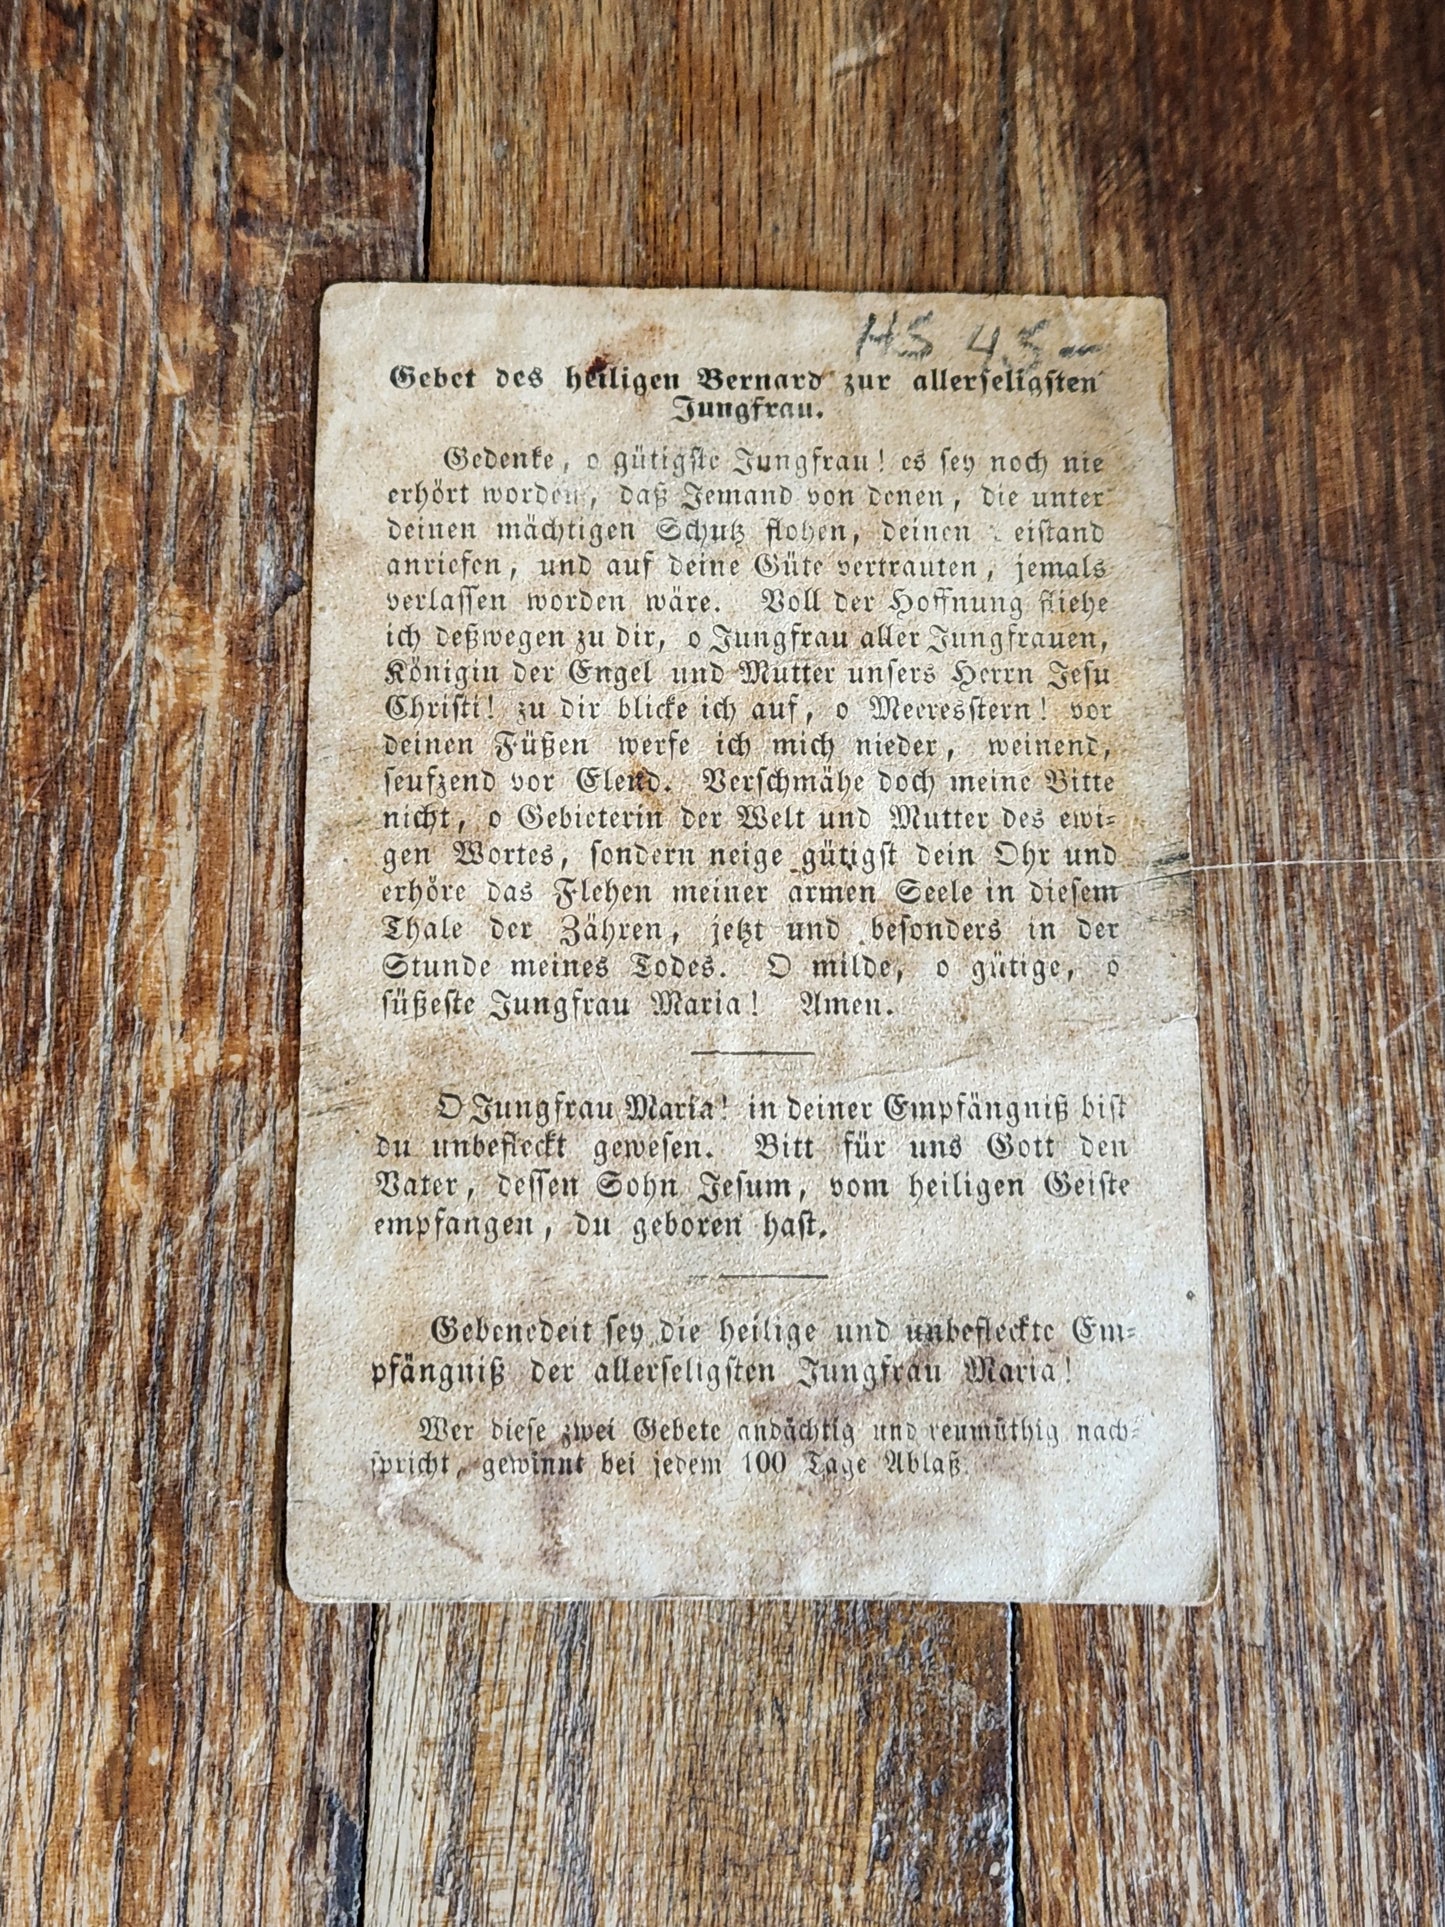 HS 45 —
Gebet des heiligen Bernard zur allerseligsten
Jungfrau.
Gedenke, o gütigste Jungfrau! es sey noch nie
erhört worden, daß Jemand von denen, die unter
deinen mächtigen Schutz flohen, deinen eistand
anriefen, und auf deine Güte vertrauten, jemals
verlassen worden wäre. Voll der Hoffnung fliehe
ich deßwegen zu dir, o Jungfrau aller Jungfrauen,
Königin der Engel und Mutter unsers Herrn Jesu
Christi! zu dir blicke ich auf, o Meeresstern! vor
deinen Füßen werfe ich mich nieder, weinend,
seufzend vor Elend. Verschmähe doch meine Bitte
nicht, o Gebieterin der Welt und Mutter des ewi-
gen Wortes, sondern neige gütigst dein Ohr und
erhöre das Flehen meiner armen Seele in diesem
Thale der Zähren, jetzt und besonders in der
Stunde meines Todes. O milde, o gütige, o
süßeste Jungfrau Maria! Amen.
O Jungfrau Maria! in deiner Empfängniß bist
du unbefleckt gewesen. Bitt für uns Gott den
Vater, dessen Sohn Jesum, vom heiligen Geiste
empfangen, du geboren hast.
Gebenedeit sey die heilige und unbefleckte Em-
pfängniß der allerseligsten Jungfrau Maria!
Wer diese zwei Gebete andächtig und reumüthig nach-
spricht, gewinnt bei jedem 100 Tage Ablaß.